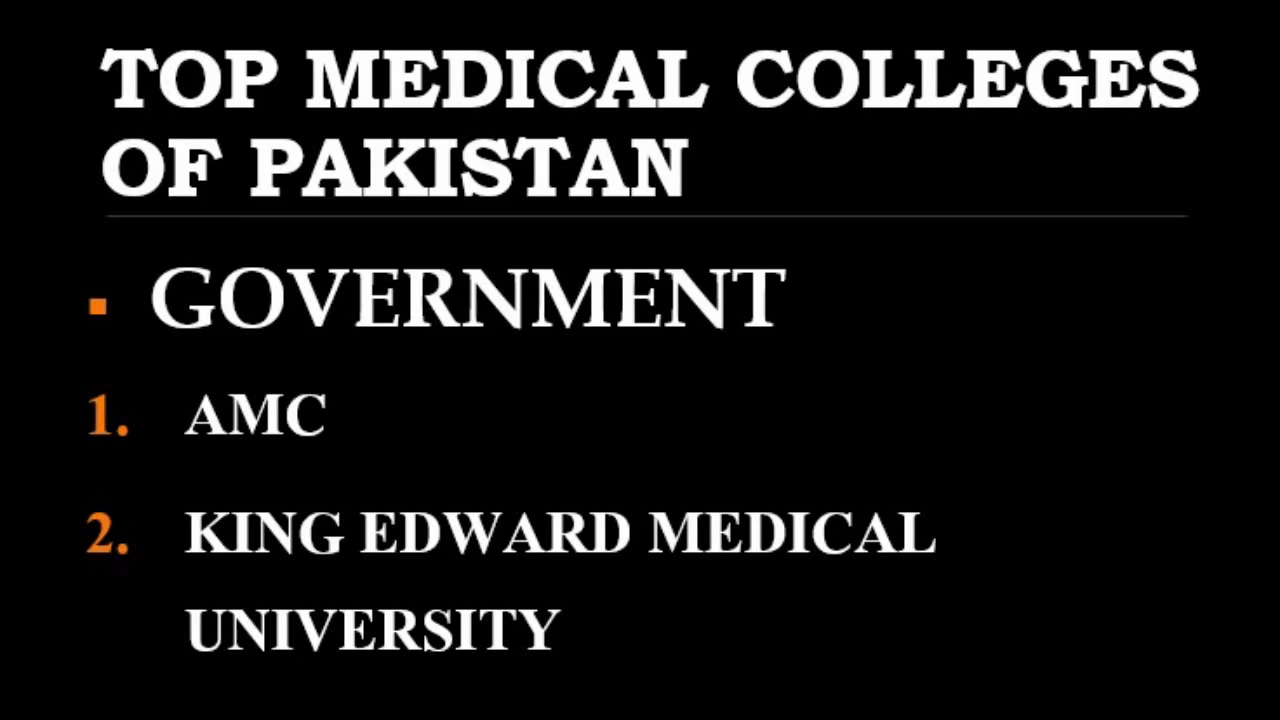 TOP MEDICAL COLLEGES
OF PAKISTAN
▪ GOVERNMENT
1. AMC
2. KING EDWARD MEDICAL
UNIVERSITY